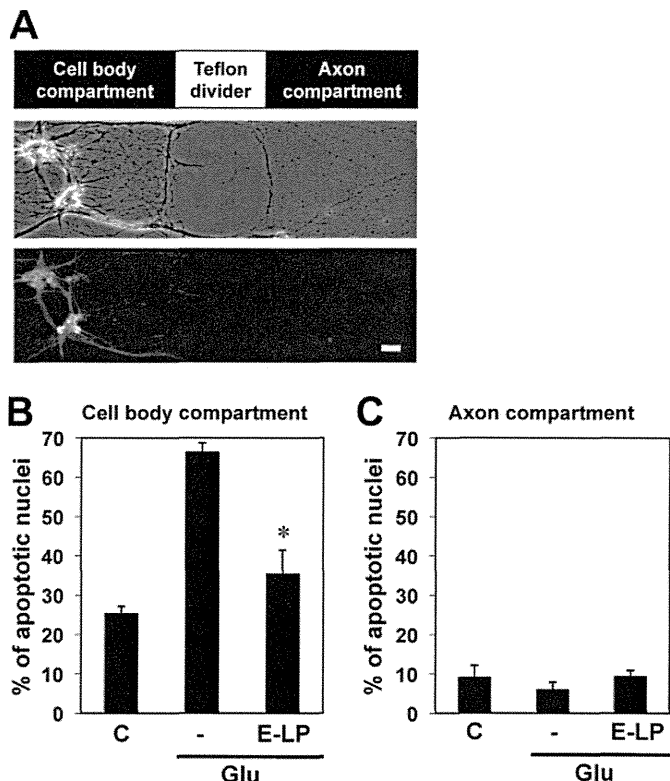 A
Cell body compartment
Teflon divider
Axon compartment
B
Cell body compartment
% of apoptotic nuclei
70
60
50
40
30
20
10
0
*
C
-
E-LP
Glu
C
Axon compartment
% of apoptotic nuclei
70
60
50
40
30
20
10
0
C
-
E-LP
Glu